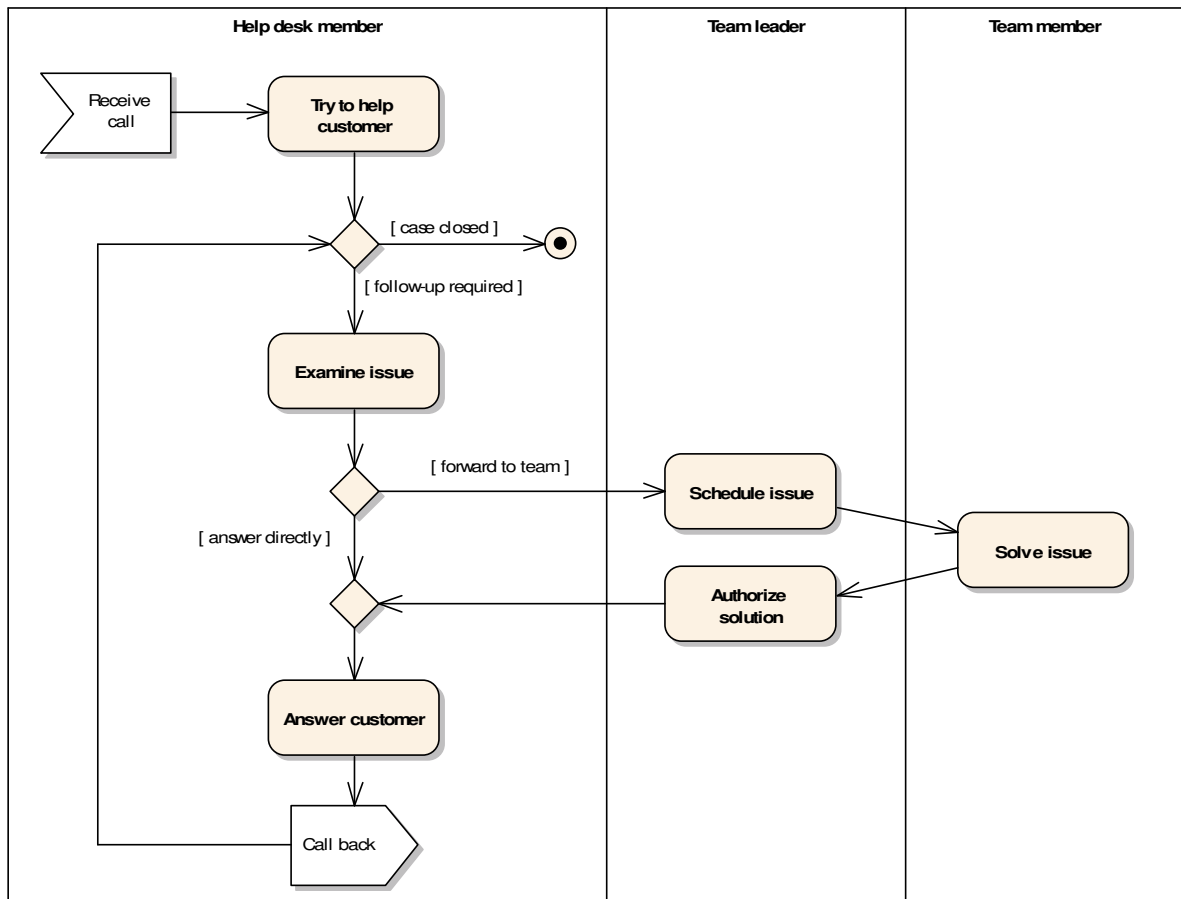 Help desk member
Team leader
Team member
Receive
call
Try to help
customer
[ case closed ]
[ follow-up required ]
Examine issue
[ forward to team ]
Schedule issue
[ answer directly ]
Solve issue
Authorize
solution
Answer customer
Call back